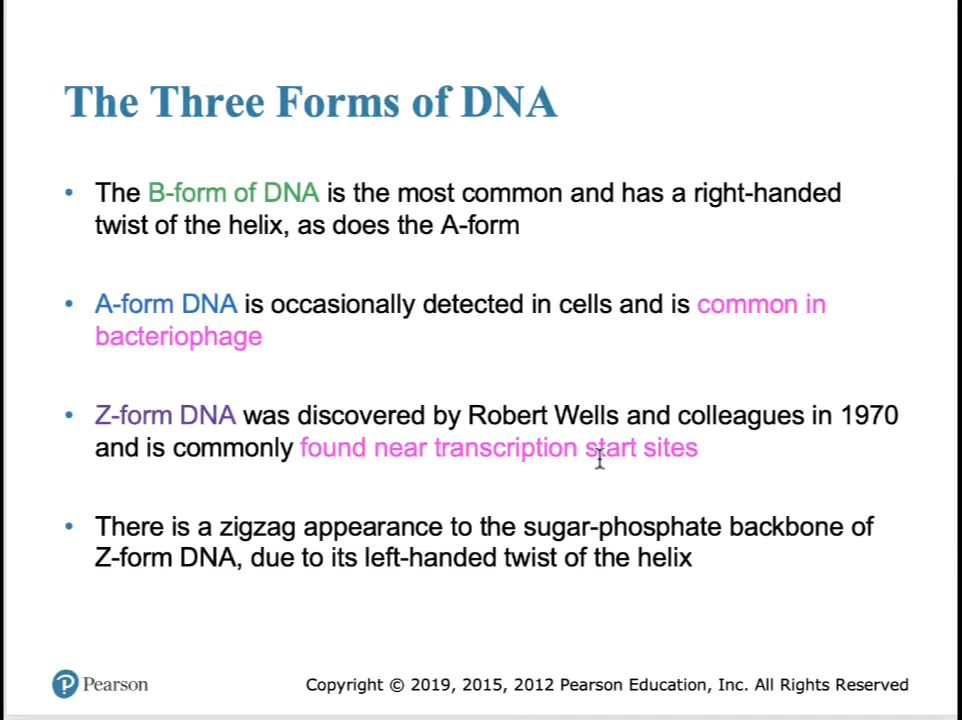 The Three Forms of DNA
• The B-form of DNA is the most common and has a right-handed
twist of the helix, as does the A-form
• A-form DNA is occasionally detected in cells and is common in
bacteriophage
• Z-form DNA was discovered by Robert Wells and colleagues in 1970
and is commonly found near transcription start sites
• There is a zigzag appearance to the sugar-phosphate backbone of
Z-form DNA, due to its left-handed twist of the helix
P Pearson
Copyright © 2019, 2015, 2012 Pearson Education, Inc. All Rights Reserved